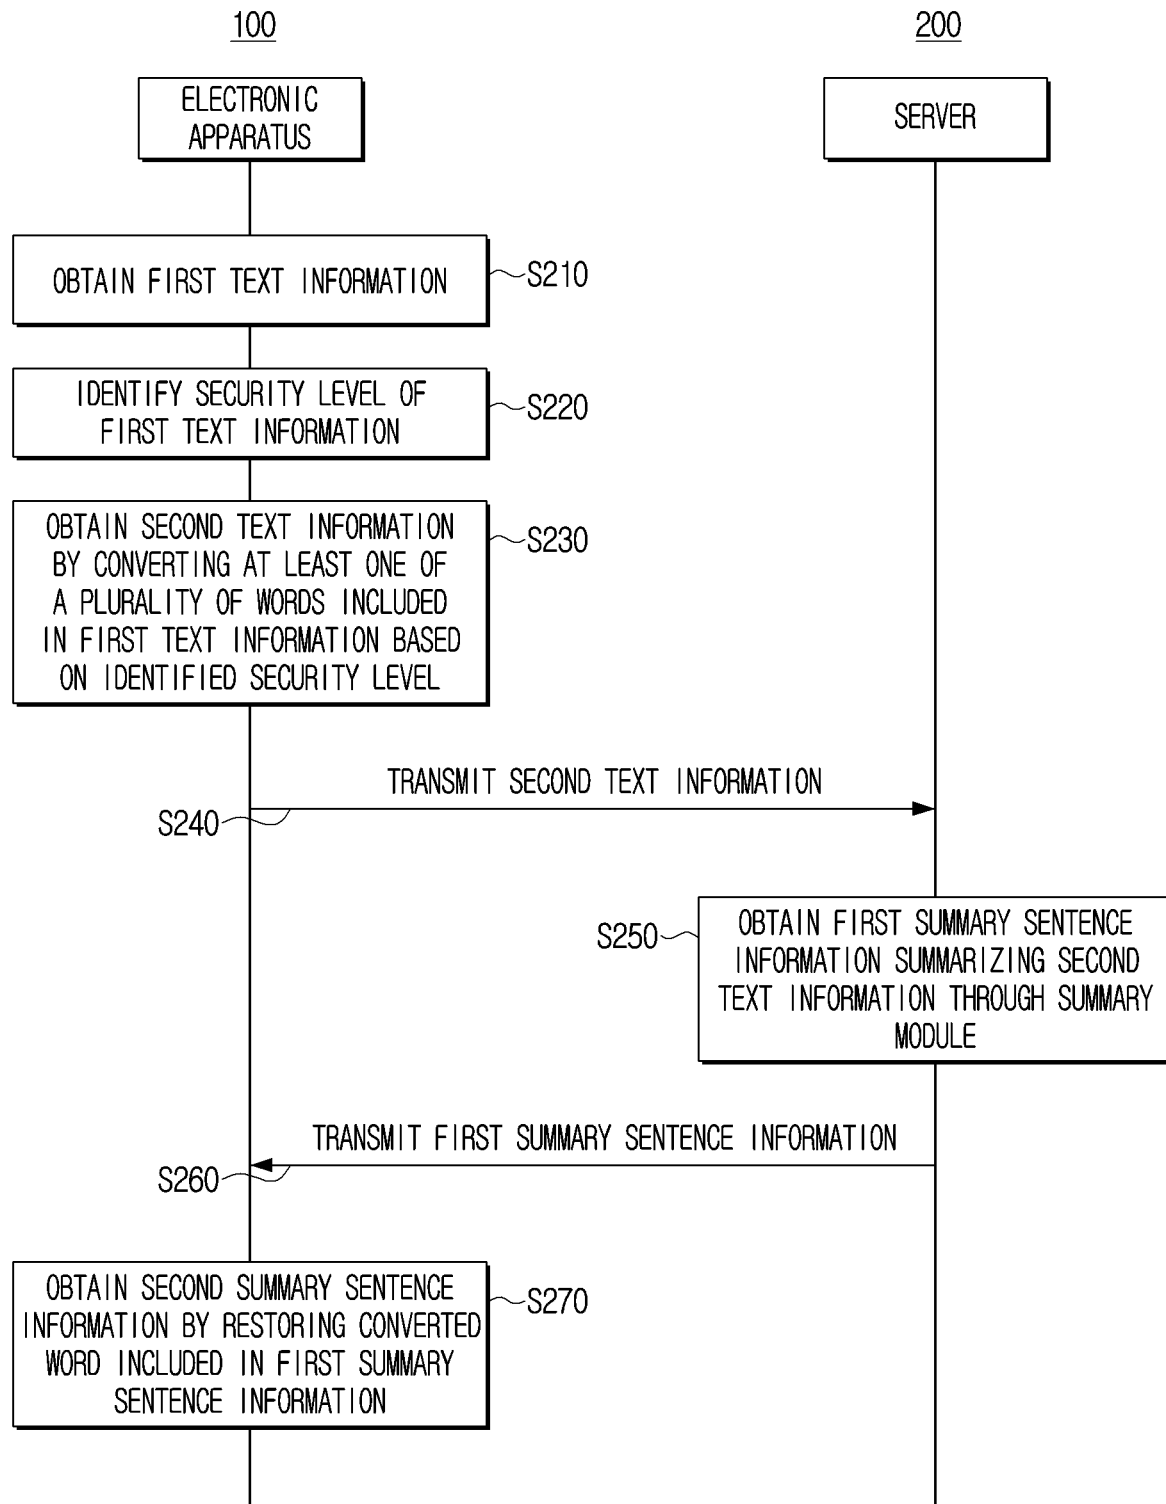 100
200
ELECTRONIC
APPARATUS
SERVER
OBTAIN FIRST TEXT INFORMATION
S210
IDENTIFY SECURITY LEVEL OF
FIRST TEXT INFORMATION
S220
OBTAIN SECOND TEXT INFORMATION
BY CONVERTING AT LEAST ONE OF
A PLURALITY OF WORDS INCLUDED
IN FIRST TEXT INFORMATION BASED
ON IDENTIFIED SECURITY LEVEL
S230
TRANSMIT SECOND TEXT INFORMATION
S240
S250
OBTAIN FIRST SUMMARY SENTENCE
INFORMATION SUMMARIZING SECOND
TEXT INFORMATION THROUGH SUMMARY
MODULE
TRANSMIT FIRST SUMMARY SENTENCE INFORMATION
S260
OBTAIN SECOND SUMMARY SENTENCE
INFORMATION BY RESTORING CONVERTED
WORD INCLUDED IN FIRST SUMMARY
SENTENCE INFORMATION
S270